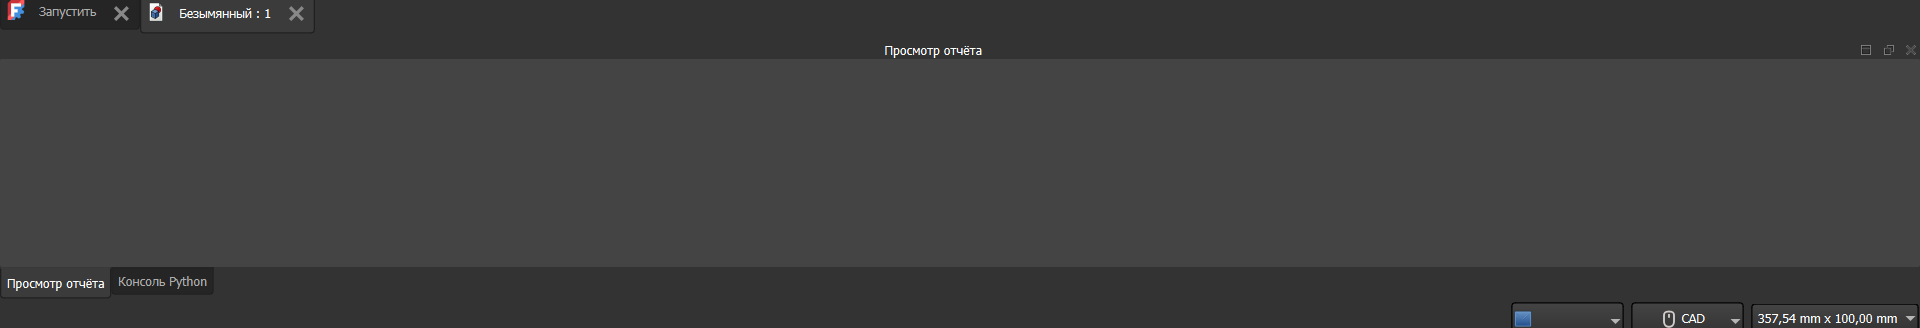 Запустить
Безымянный : 1
Просмотр отчёта
Просмотр отчёта
Консоль Python
CAD
357,54 mm x 100,00 mm